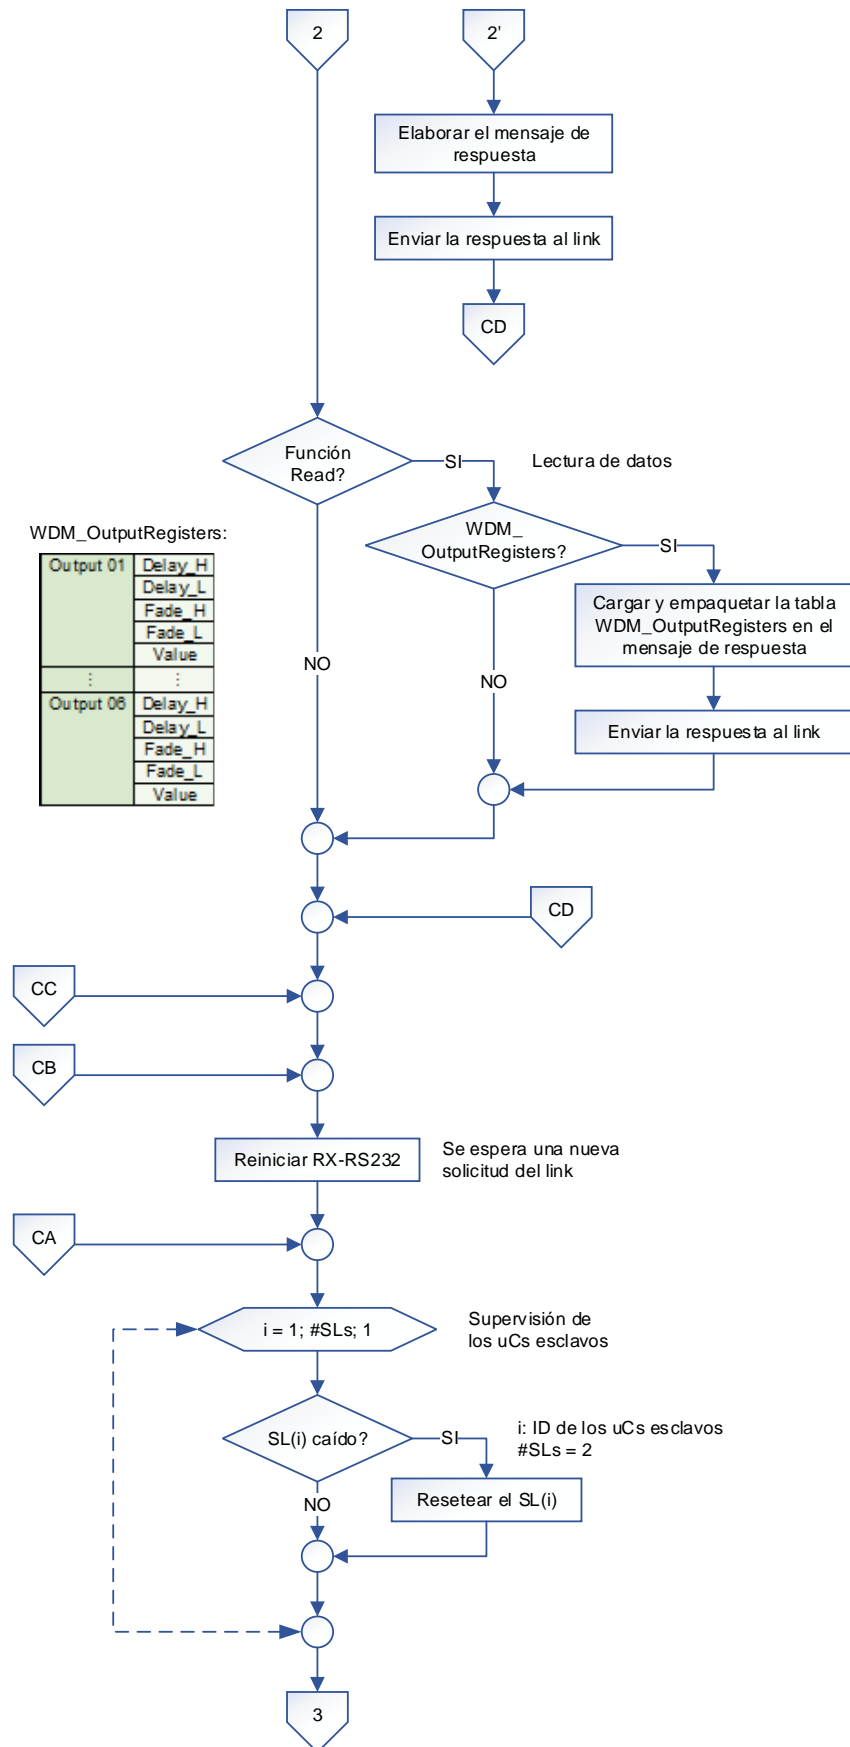 2
2'
Elaborar el mensaje de
respuesta
Enviar la respuesta al link
CD
Función
Read?
SI
Lectura de datos
WDM_
OutputRegisters?
SI
WDM_OutputRegisters:
Output 01
Delay_H
Delay_L
Fade_H
Fade_L
Value
⋮
⋮
Output 06
Delay_H
Delay_L
Fade_H
Fade_L
Value
Cargar y empaquetar la tabla
WDM_OutputRegisters en el
mensaje de respuesta
NO
NO
Enviar la respuesta al link
CD
CC
CB
Reiniciar RX-RS232
Se espera una nueva
solicitud del link
CA
i = 1; #SLs; 1
Supervisión de
los uCs esclavos
SL(i) caído?
SI
i: ID de los uCs esclavos
#SLs = 2
Resetear el SL(i)
NO
3